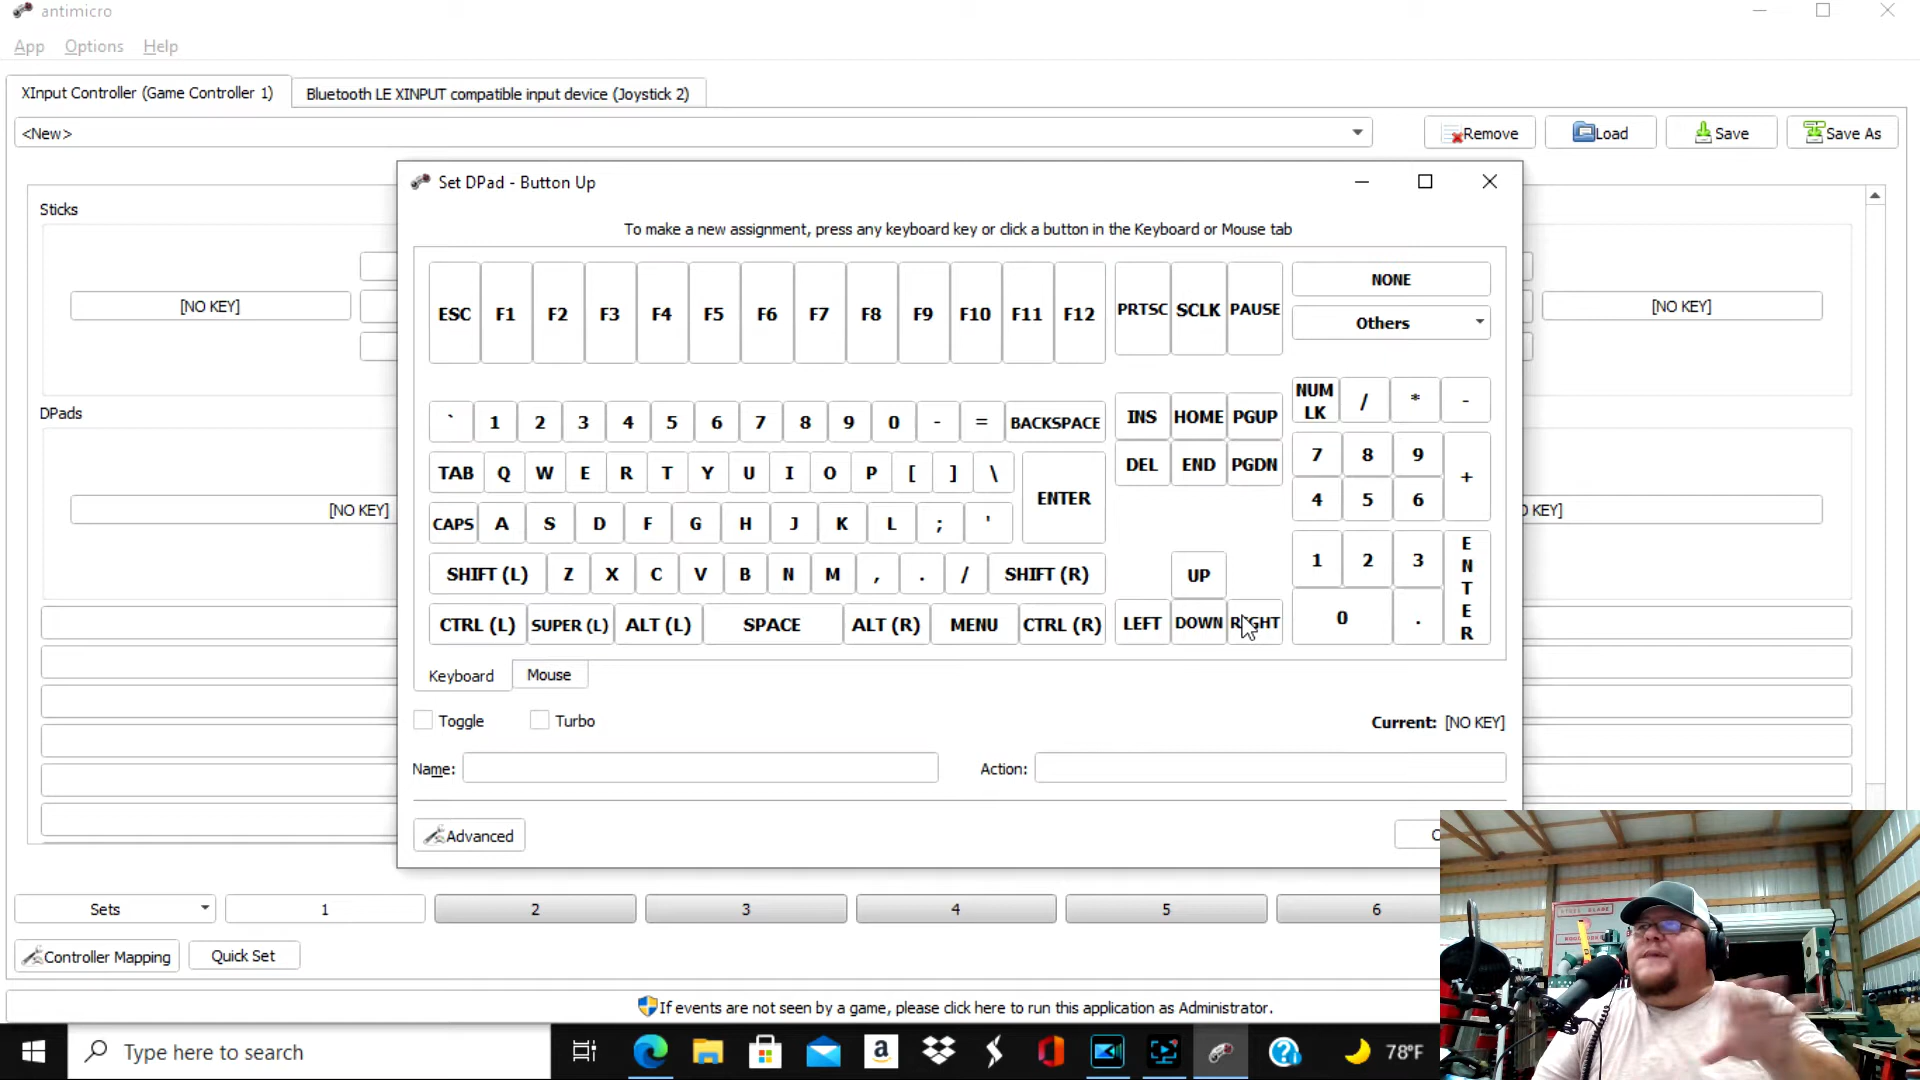 antimicro
App Options Help
XInput Controller (Game Controller 1) Bluetooth LE XINPUT compatible input device (Joystick 2)
<New> Remove Load Save Save As
Set DPad - Button Up
To make a new assignment, press any keyboard key or click a button in the Keyboard or Mouse tab
Sticks
[NO KEY] [NO KEY]
DPads
[NO KEY] O KEY]
ESC F1 F2 F3 F4 F5 F6 F7 F8 F9 F10 F11 F12 PRTSC SCLK PAUSE NONE
Others
` 1 2 3 4 5 6 7 8 9 0 - = BACKSPACE INS HOME PGUP NUM LK / * -
TAB Q W E R T Y U I O P [ ] \ ENTER DEL END PGDN 7 8 9 +
CAPS A S D F G H J K L ; ' 4 5 6
SHIFT (L) Z X C V B N M , . / SHIFT (R) UP 1 2 3 ENTER
CTRL (L) SUPER (L) ALT (L) SPACE ALT (R) MENU CTRL (R) LEFT DOWN RIGHT 0 .
Keyboard Mouse
Toggle Turbo Current: [NO KEY]
Name: Action:
Advanced
Sets 1 2 3 4 5 6
Controller Mapping Quick Set
If events are not seen by a game, please click here to run this application as Administrator.
Type here to search 78°F